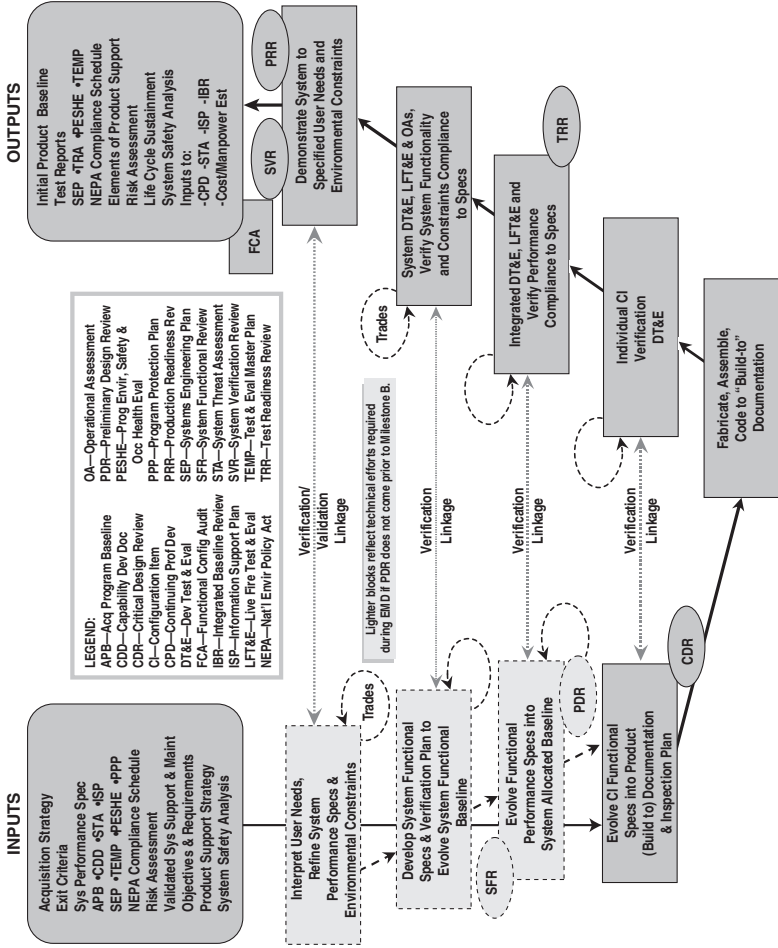 INPUTS
Acquisition Strategy
Exit Criteria
Sys Performance Spec
APB •CDD •STA •ISP
SEP •TEMP •PESHE •PPP
NEPA Compliance Schedule
Risk Assessment
Validated Sys Support & Maint
Objectives & Requirements
Product Support Strategy
System Safety Analysis
LEGEND:
APB—Acq Program Baseline
CDD—Capability Dev Doc
CDR—Critical Design Review
CI—Configuration Item
CPD—Continuing Prof Dev
DT&E—Dev Test & Eval
FCA—Functional Config Audit
IBR—Integrated Baseline Review
ISP—Information Support Plan
LFT&E—Live Fire Test & Eval
NEPA—Nat'l Envir Policy Act
OA—Operational Assessment
PDR—Preliminary Design Review
PESHE—Prog Envir, Safety &
Occ Health Eval
PPP—Program Protection Plan
PRR—Production Readiness Rev
SEP—Systems Engineering Plan
SFR—System Functional Review
STA—System Threat Assessment
SVR—System Verification Review
TEMP—Test & Eval Master Plan
TRR—Test Readiness Review
OUTPUTS
Initial Product Baseline
Test Reports
SEP •TRA •PESHE •TEMP
NEPA Compliance Schedule
Elements of Product Support
Risk Assessment
Life Cycle Sustainment
System Safety Analysis
Inputs to:
-CPD -STA -ISP -IBR
-Cost/Manpower Est
FCA
SVR
PRR
Interpret User Needs,
Refine System
Performance Specs &
Environmental Constraints
Trades
Verification/
Validation
Linkage
Demonstrate System to
Specified User Needs and
Environmental Constraints
Lighter blocks reflect technical efforts required
during EMD if PDR does not come prior to Milestone B.
Develop System Functional
Specs & Verification Plan to
Evolve System Functional
Baseline
Verification
Linkage
Trades
System DT&E, LFT&E & OAs,
Verify System Functionality
and Constraints Compliance
to Specs
SFR
Evolve Functional
Performance Specs into
System Allocated Baseline
PDR
Verification
Linkage
Integrated DT&E, LFT&E and
Verify Performance
Compliance to Specs
TRR
Evolve CI Functional
Specs into Product
(Build to) Documentation
& Inspection Plan
CDR
Verification
Linkage
Individual CI
Verification
DT&E
Fabricate, Assemble,
Code to "Build-to"
Documentation